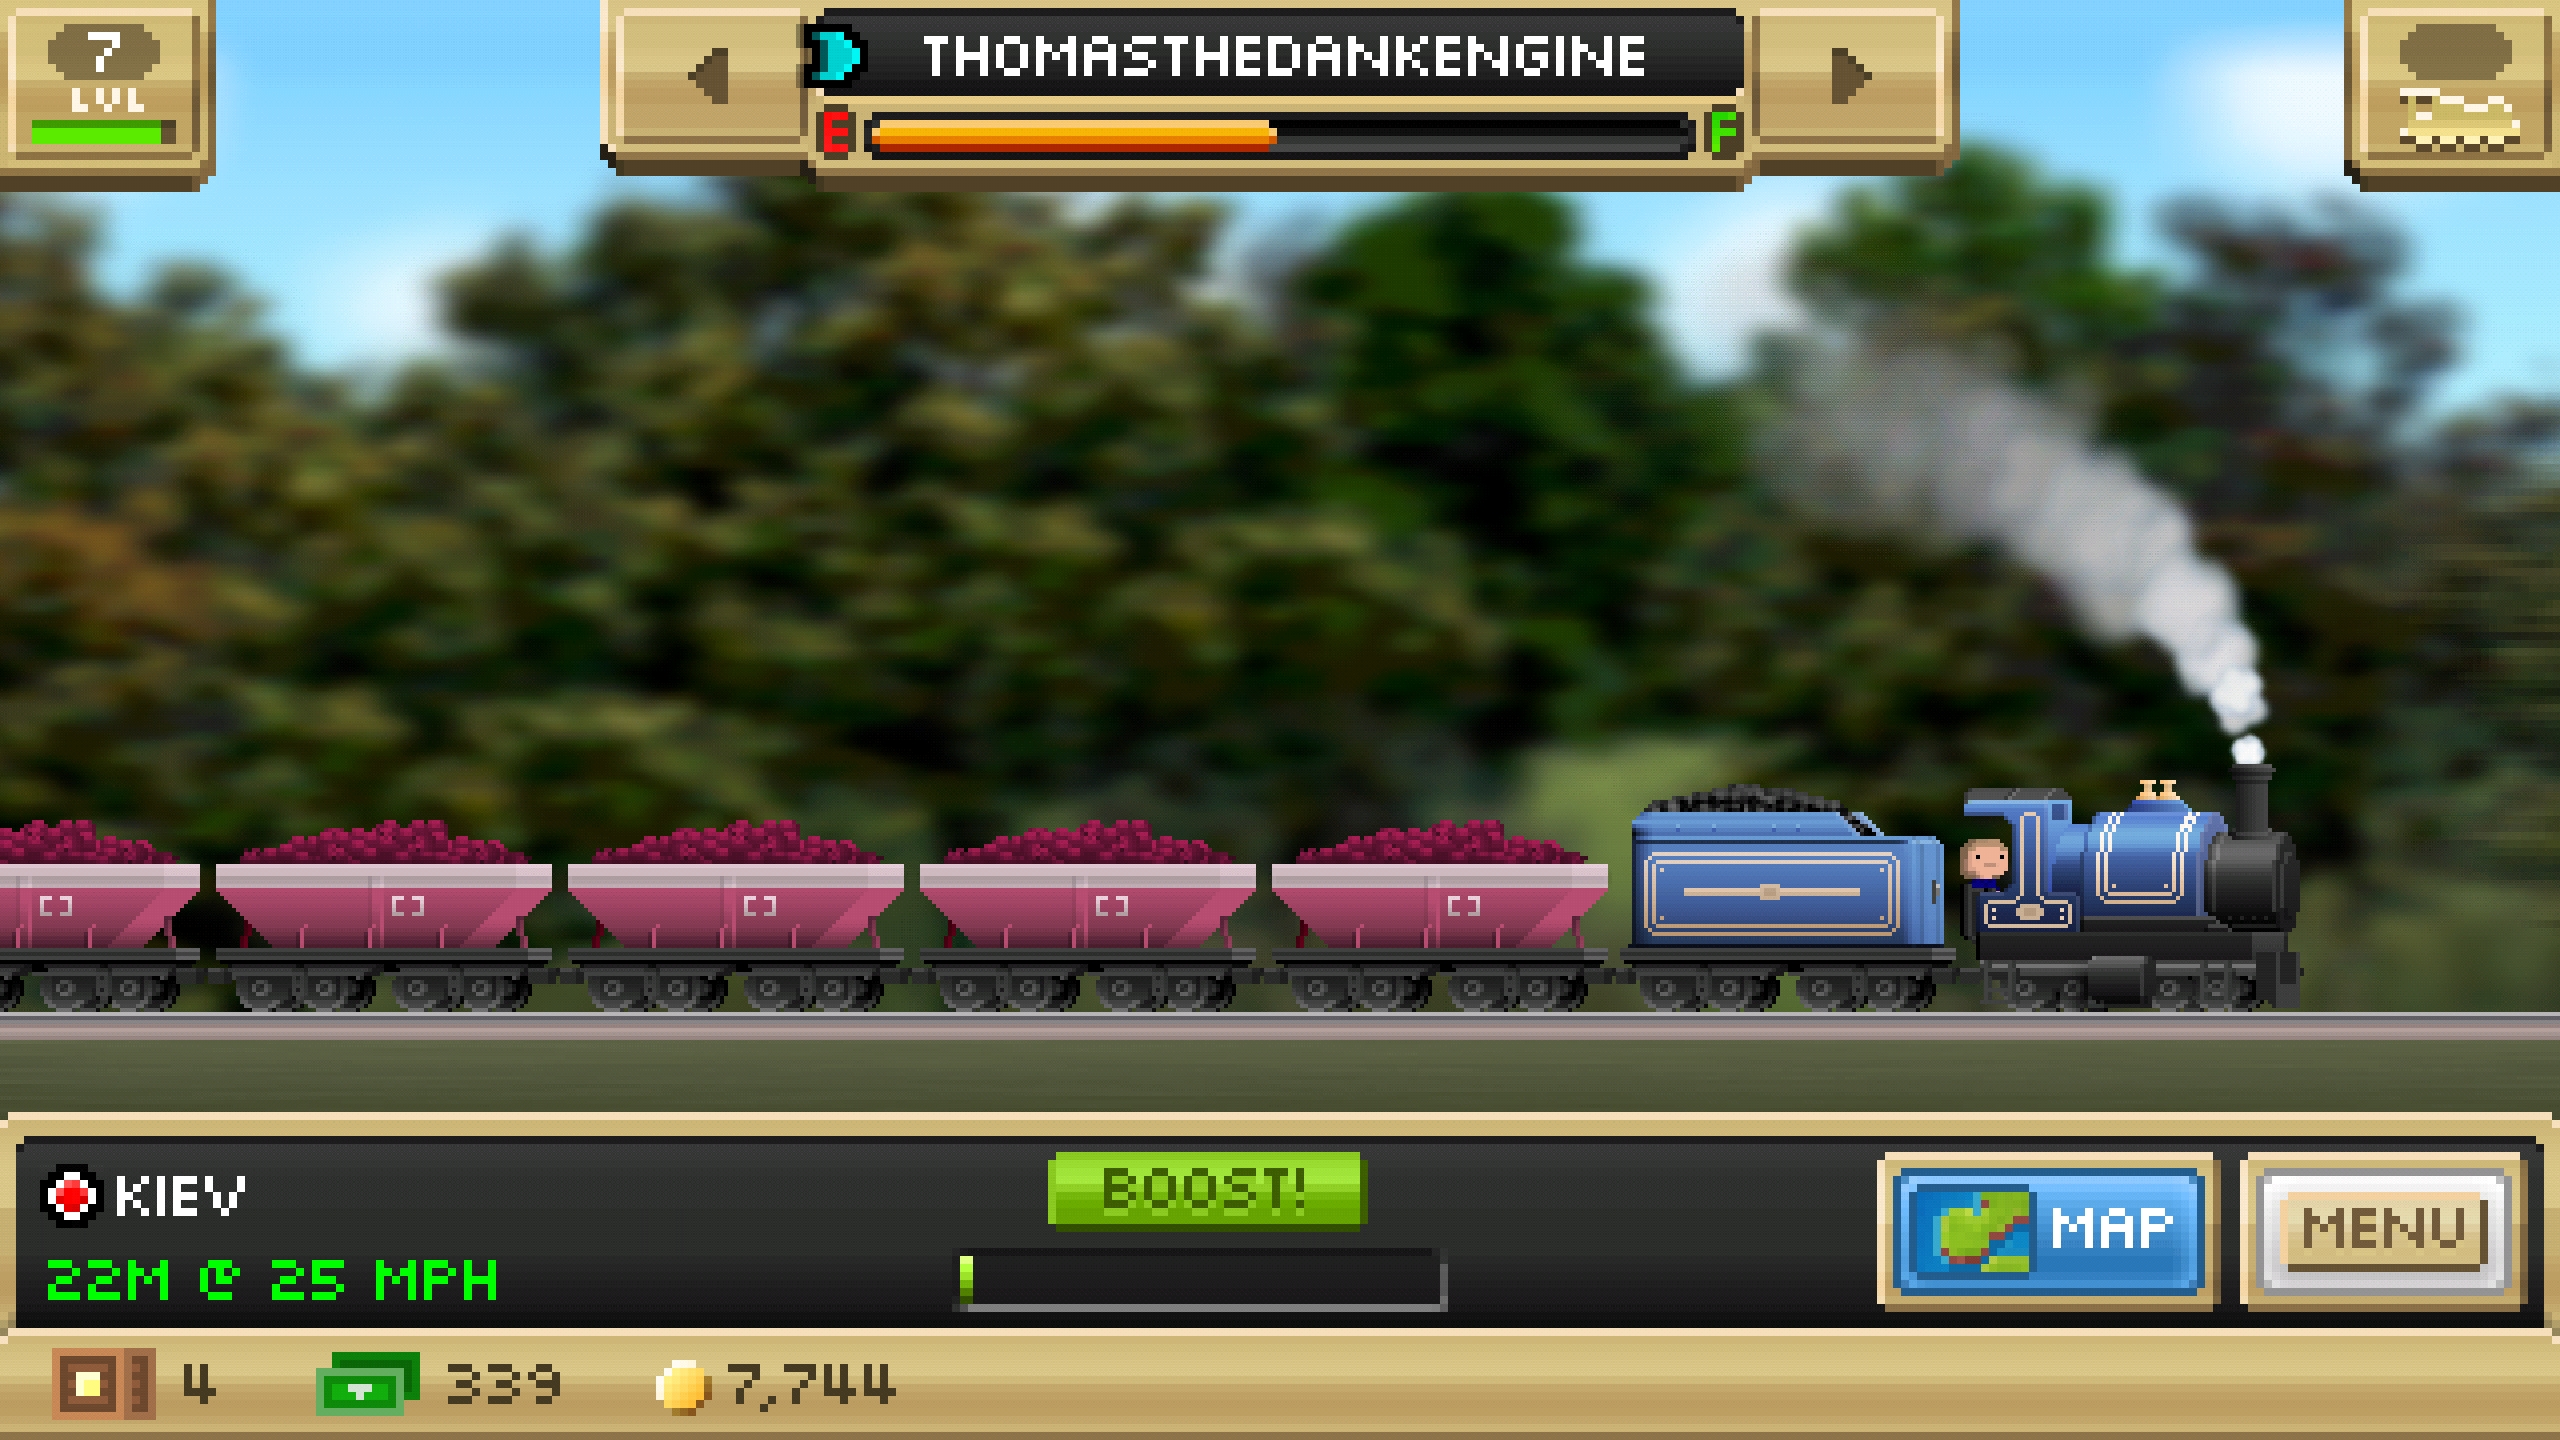 7
LVL
THOMASTHEDANKENGINE
E F
KIEV
22M @ 25 MPH
BOOST!
MAP
MENU
4
339
7,744